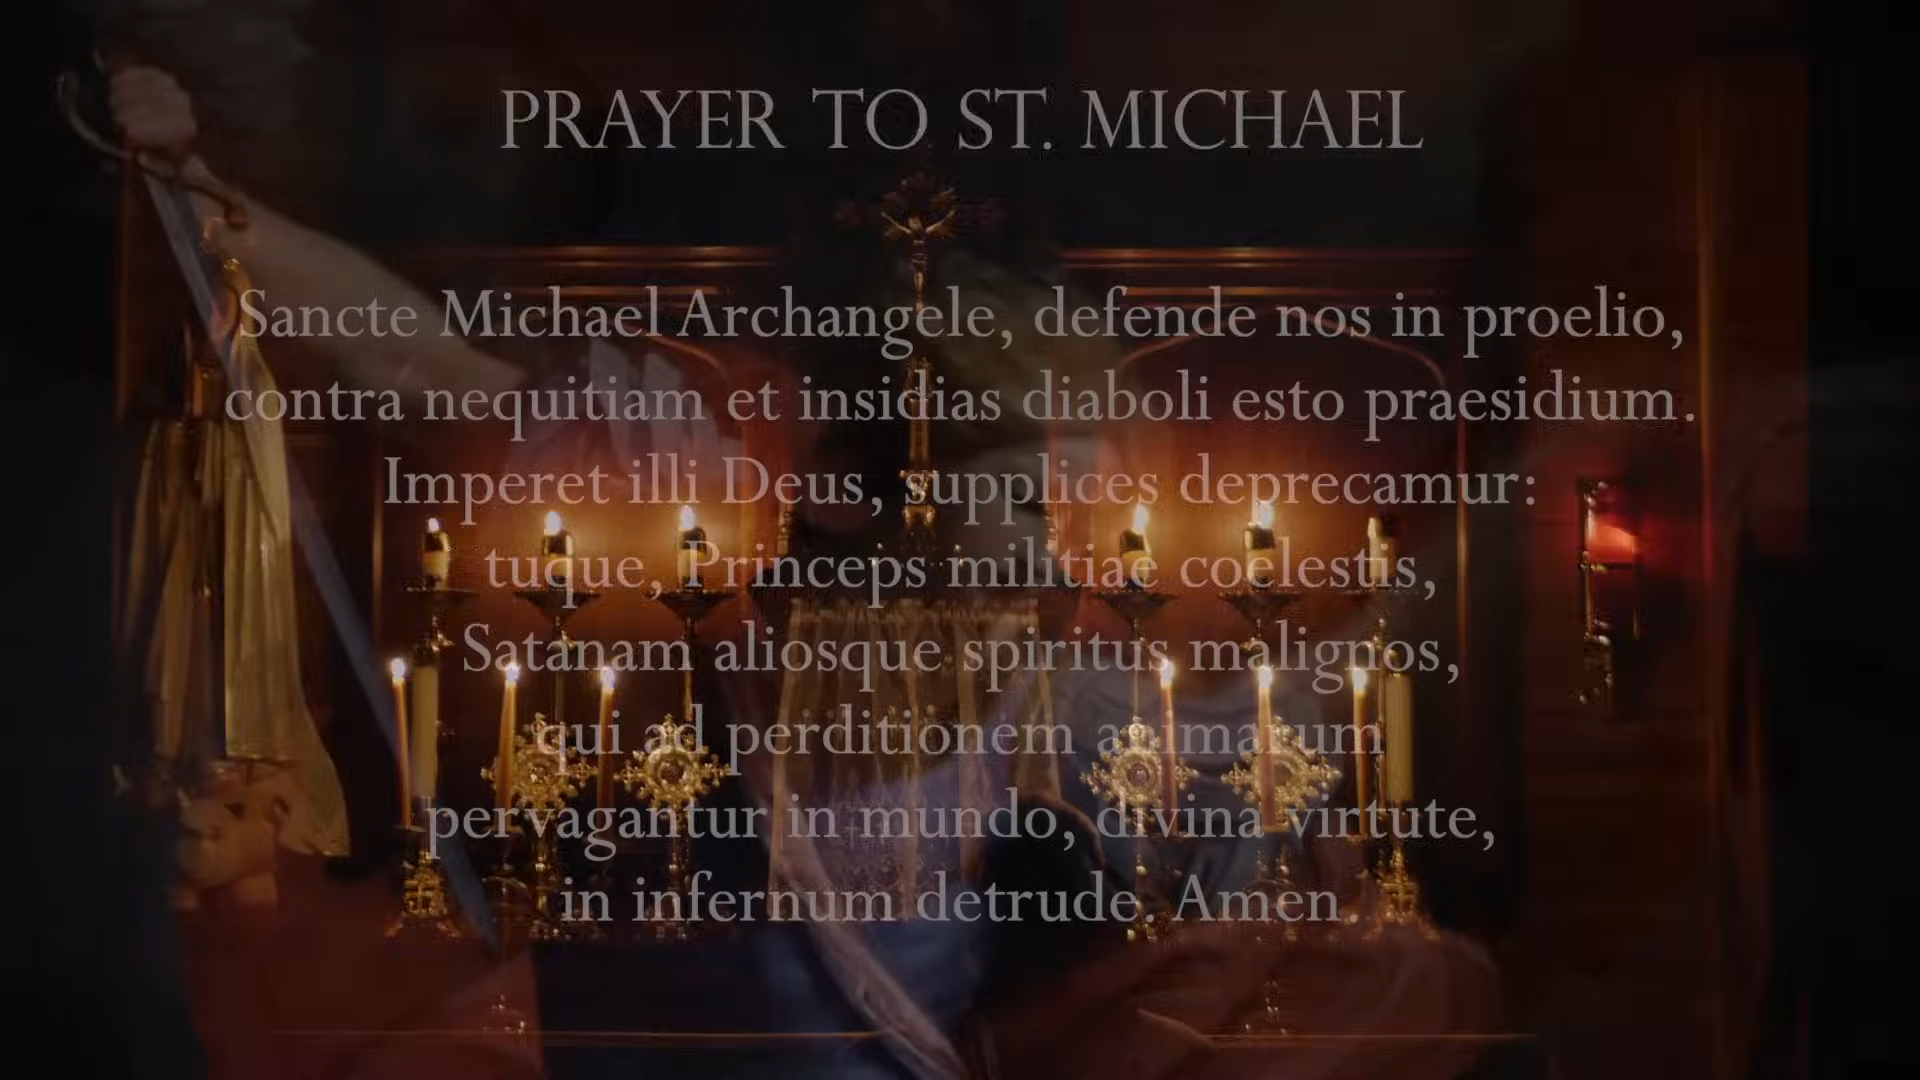 PRAYER TO ST. MICHAEL
Sancte Michael Archangele, defende nos in proelio,
contra nequitiam et insidias diaboli esto praesidium.
Imperet illi Deus, supplices deprecamur:
tuque, Princeps militiae coelestis,
Satanam aliosque spiritus malignos,
qui ad perditionem animarum
pervagantur in mundo, divina virtute,
in infernum detrude. Amen.